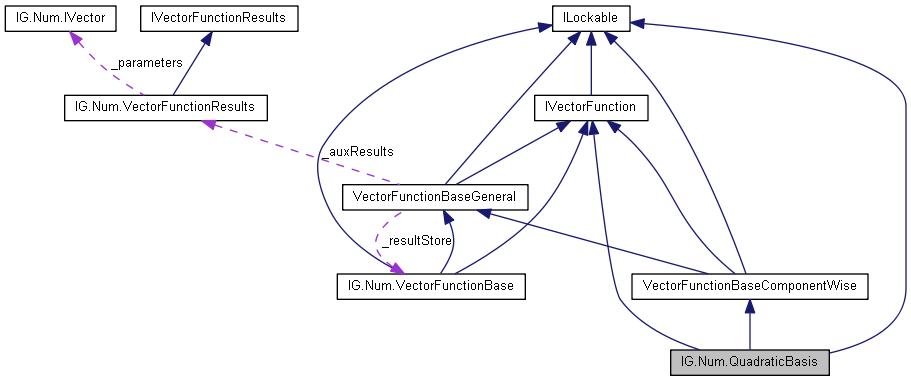 IG.Num.IVector
IVectorFunctionResults
ILockable
_parameters
IG.Num.VectorFunctionResults
IVectorFunction
_auxResults
VectorFunctionBaseGeneral
_resultStore
IG.Num.VectorFunctionBase
VectorFunctionBaseComponentWise
IG.Num.QuadraticBasis